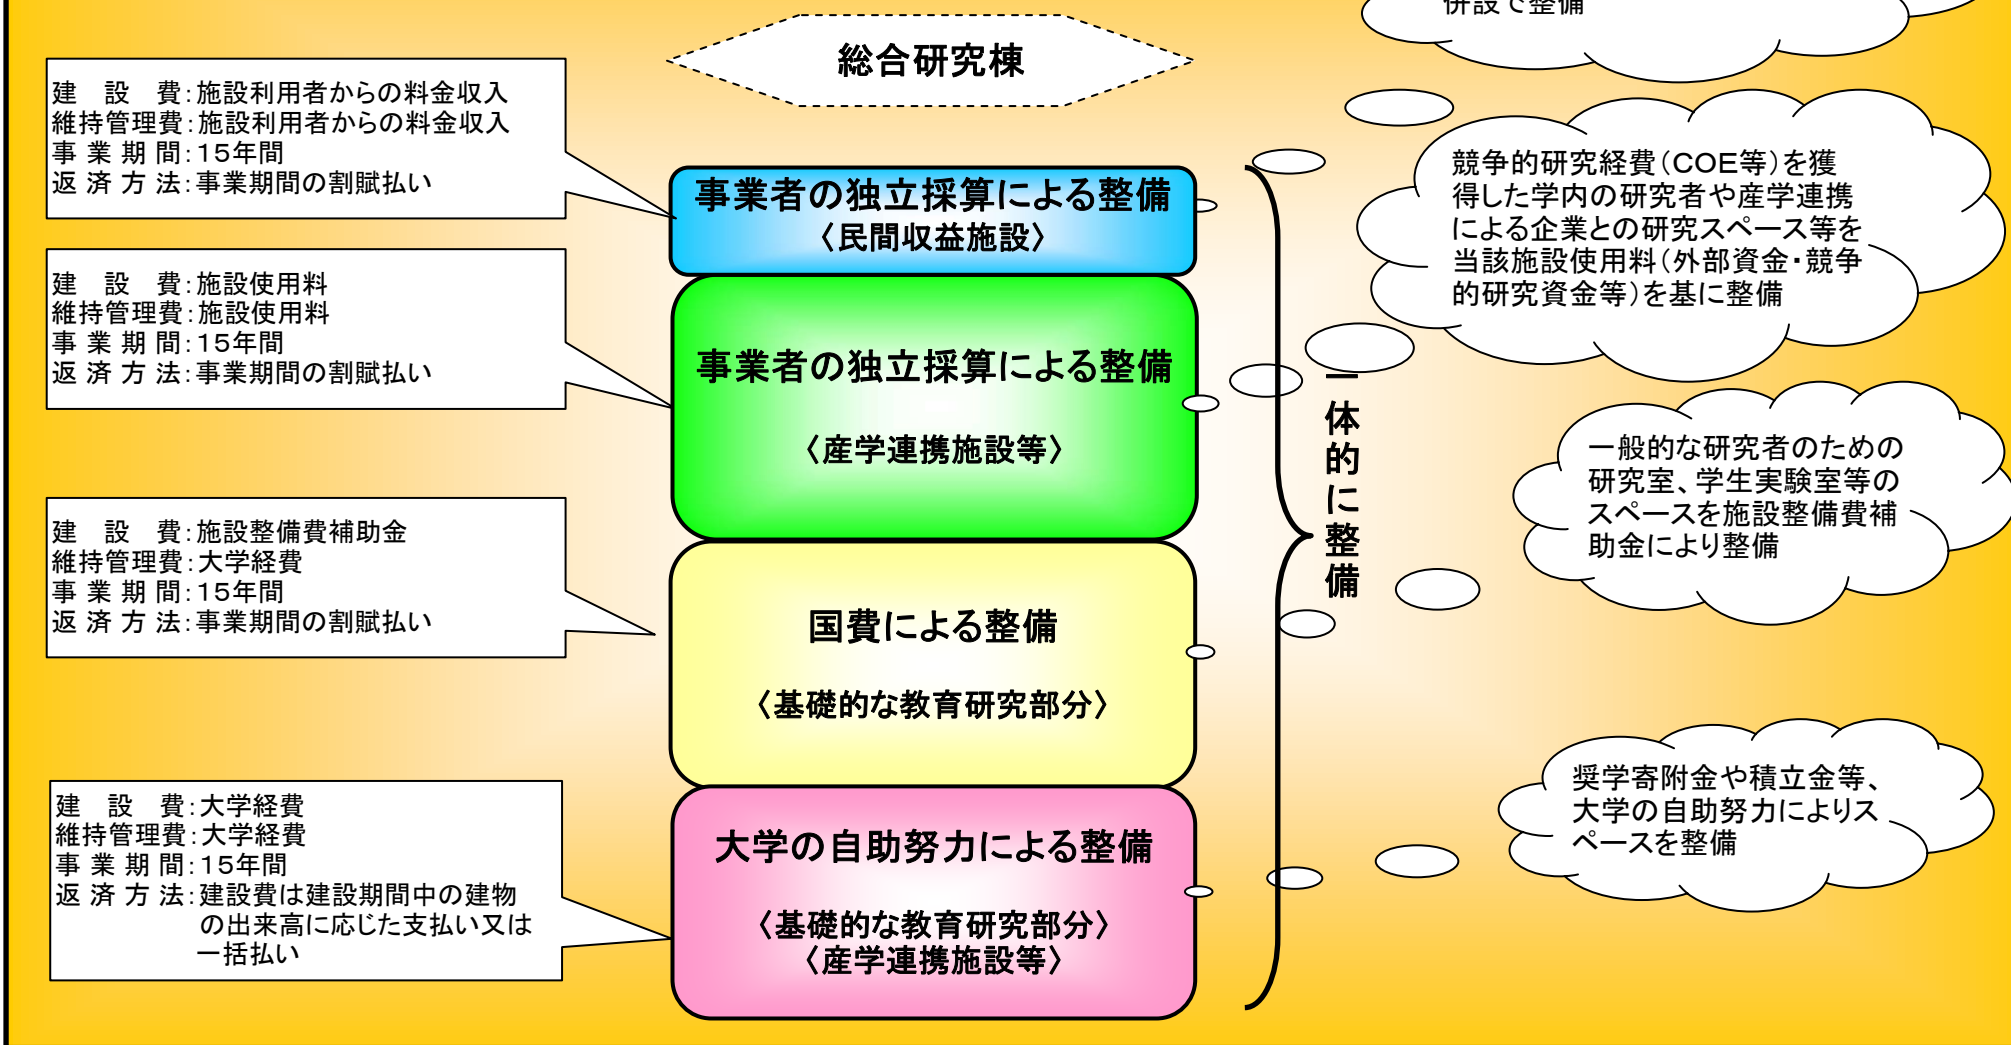 併設で整備
総合研究棟
建　設　費：施設利用者からの料金収入
維持管理費：施設利用者からの料金収入
事 業 期 間：15年間
返 済 方 法：事業期間の割賦払い
事業者の独立採算による整備
〈民間収益施設〉
競争的研究経費（COE等）を獲
得した学内の研究者や産学連携
による企業との研究スペース等を
当該施設使用料（外部資金・競争
的研究資金等）を基に整備
建　設　費：施設使用料
維持管理費：施設使用料
事 業 期 間：15年間
返 済 方 法：事業期間の割賦払い
事業者の独立採算による整備
〈産学連携施設等〉
一体的に整備
一般的な研究者のための
研究室、学生実験室等の
スペースを施設整備費補
助金により整備
建　設　費：施設整備費補助金
維持管理費：大学経費
事 業 期 間：15年間
返 済 方 法：事業期間の割賦払い
国費による整備
〈基礎的な教育研究部分〉
奨学寄附金や積立金等、
大学の自助努力によりス
ペースを整備
建　設　費：大学経費
維持管理費：大学経費
事 業 期 間：15年間
返 済 方 法：建設費は建設期間中の建物
の出来高に応じた支払い又は
一括払い
大学の自助努力による整備
〈基礎的な教育研究部分〉
〈産学連携施設等〉